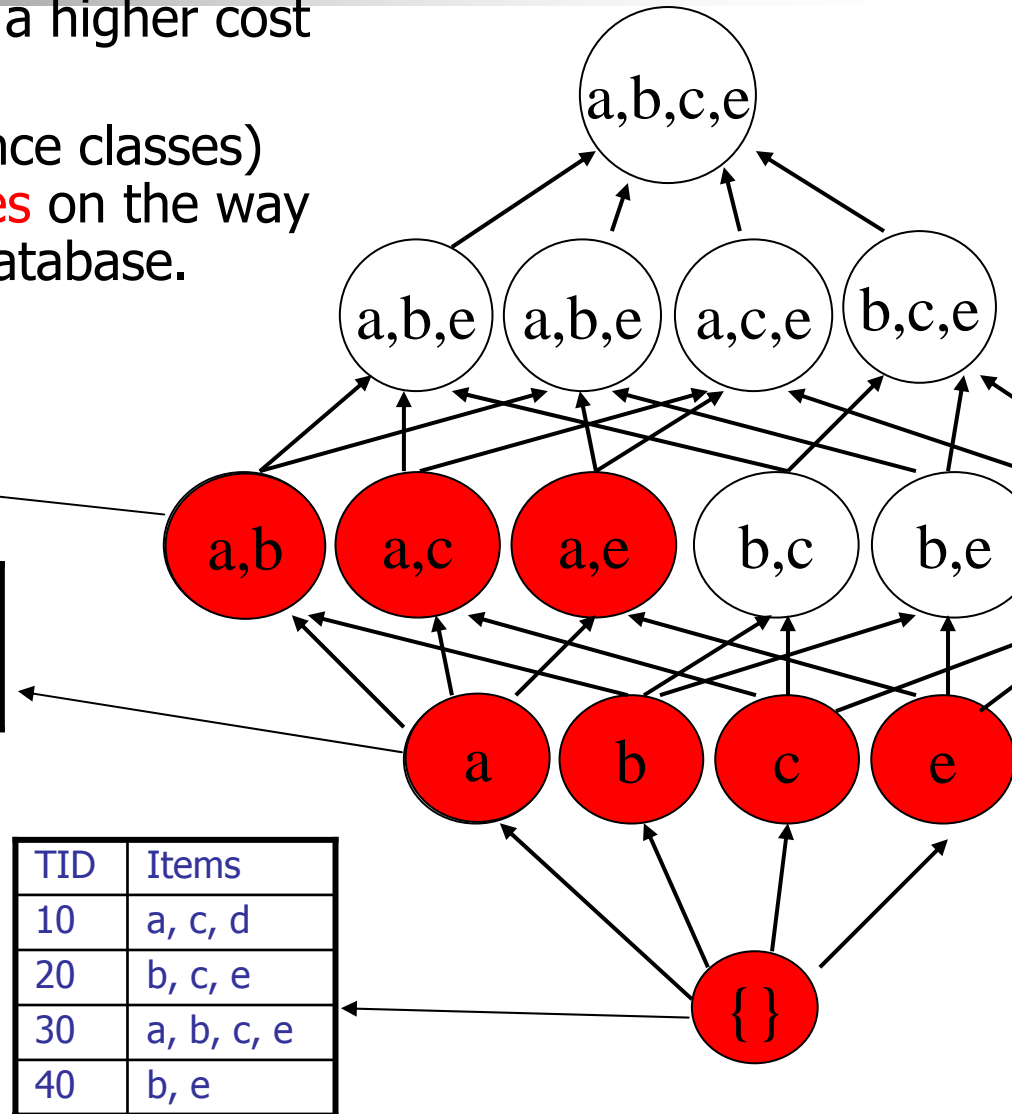 a higher cost
nce classes)
es on the way
atabase.
a,b,c,e
a,b,e a,b,e a,c,e b,c,e
a,b a,c a,e b,c b,e
a b c e
{}
TID Items
10 a, c, d
20 b, c, e
30 a, b, c, e
40 b, e